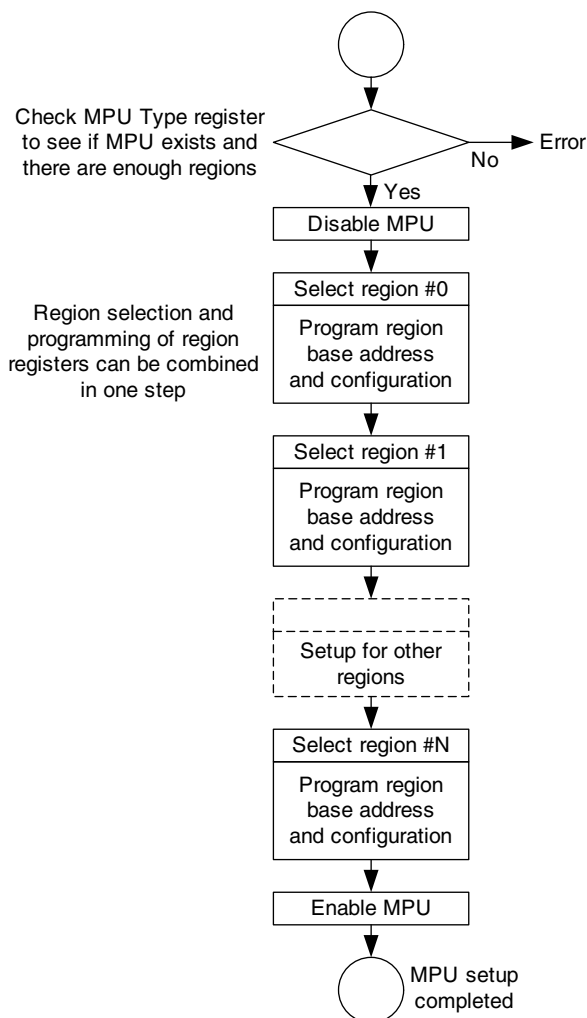 Check MPU Type register
to see if MPU exists and
there are enough regions
No
Error
Yes
Disable MPU
Select region #0
Region selection and
programming of region
registers can be combined
in one step
Program region
base address
and configuration
Select region #1
Program region
base address
and configuration
Setup for other
regions
Select region #N
Program region
base address
and configuration
Enable MPU
MPU setup
completed